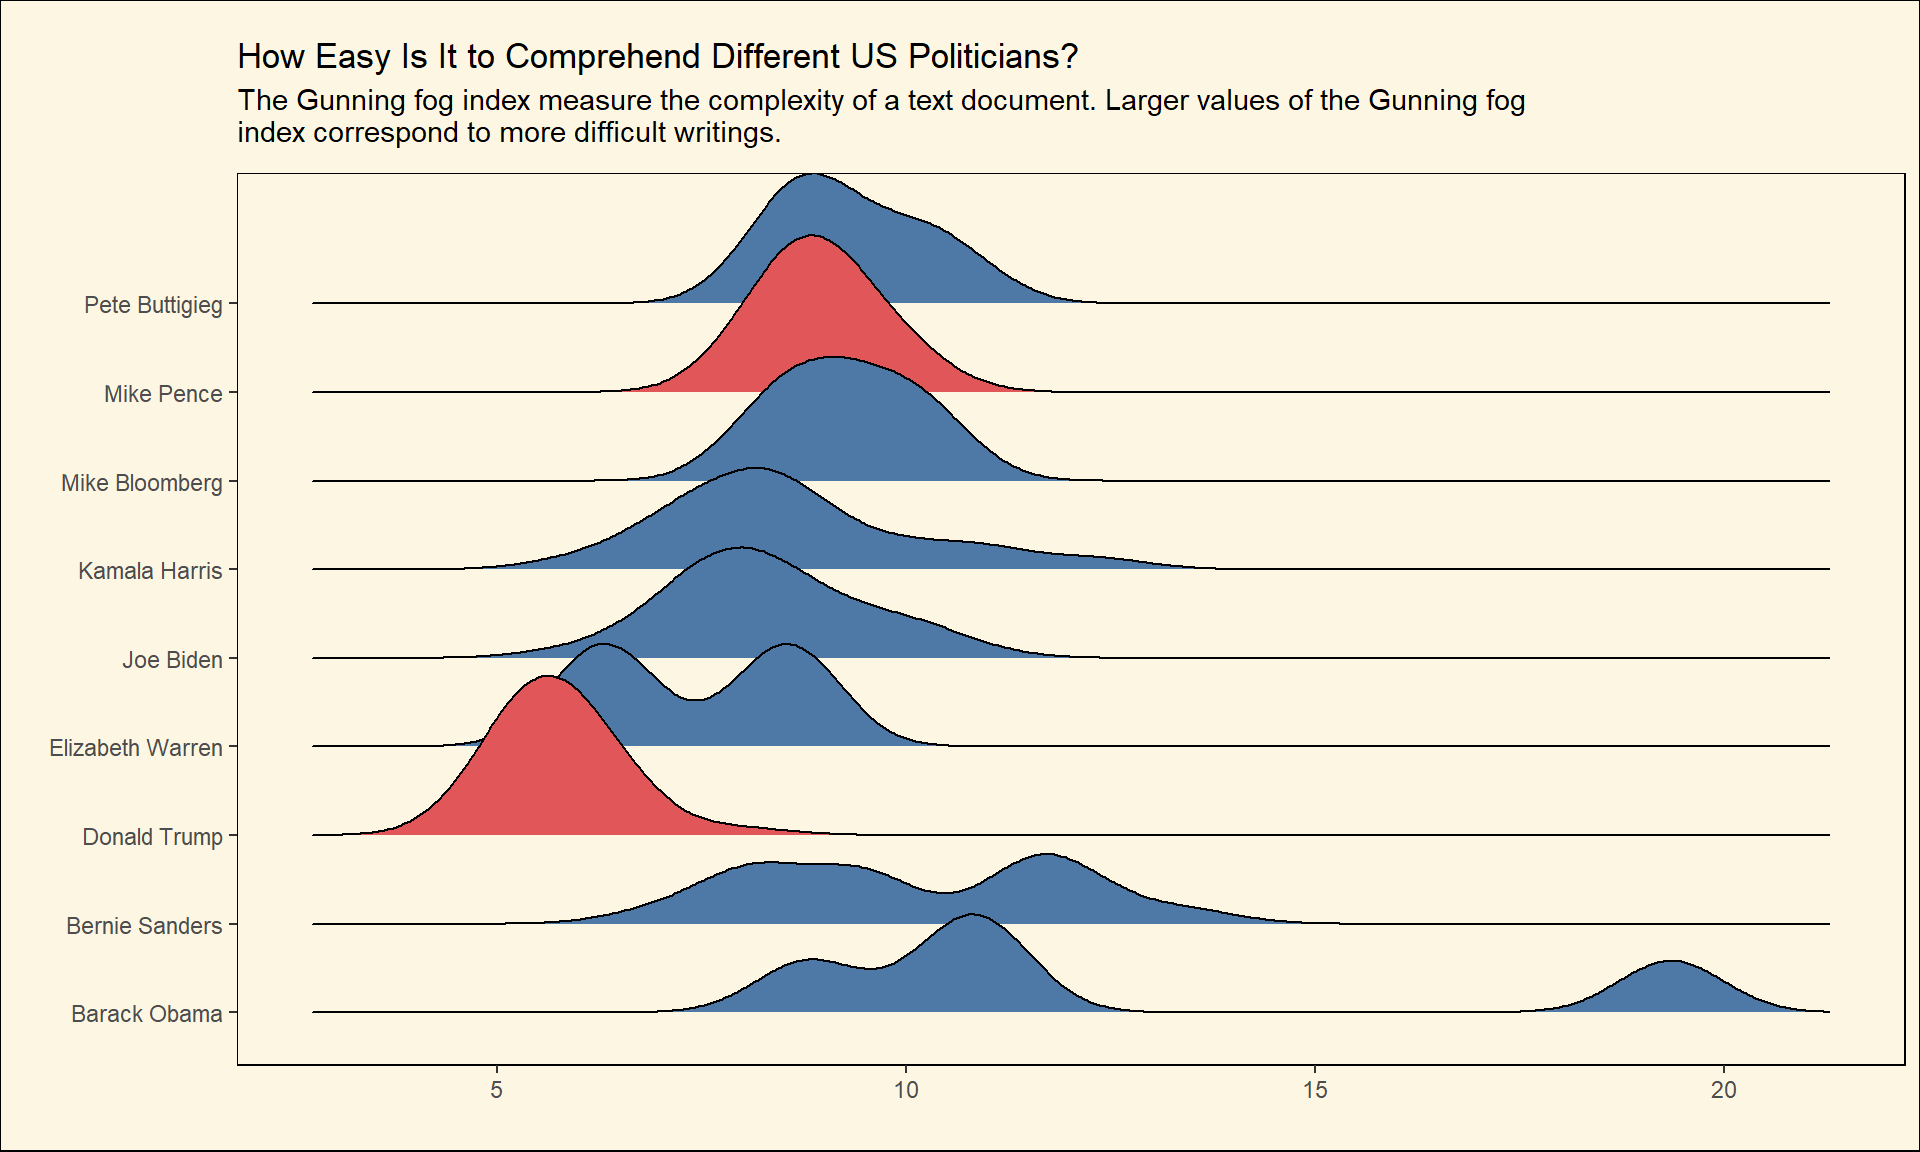 How Easy Is It to Comprehend Different US Politicians?
The Gunning fog index measure the complexity of a text document. Larger values of the Gunning fog
index correspond to more difficult writings.
Pete Buttigieg
Mike Pence
Mike Bloomberg
Kamala Harris
Joe Biden
Elizabeth Warren
Donald Trump
Bernie Sanders
Barack Obama
5 10 15 20